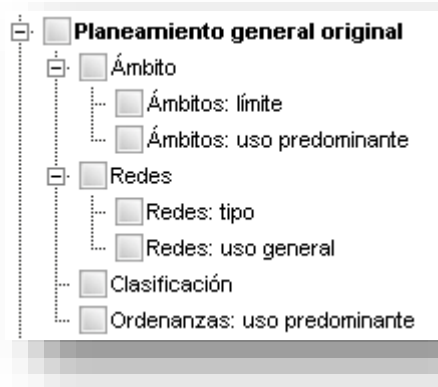 Planeamiento general original
Ámbito
Ámbitos: límite
Ámbitos: uso predominante
Redes
Redes: tipo
Redes: uso general
Clasificación
Ordenanzas: uso predominante